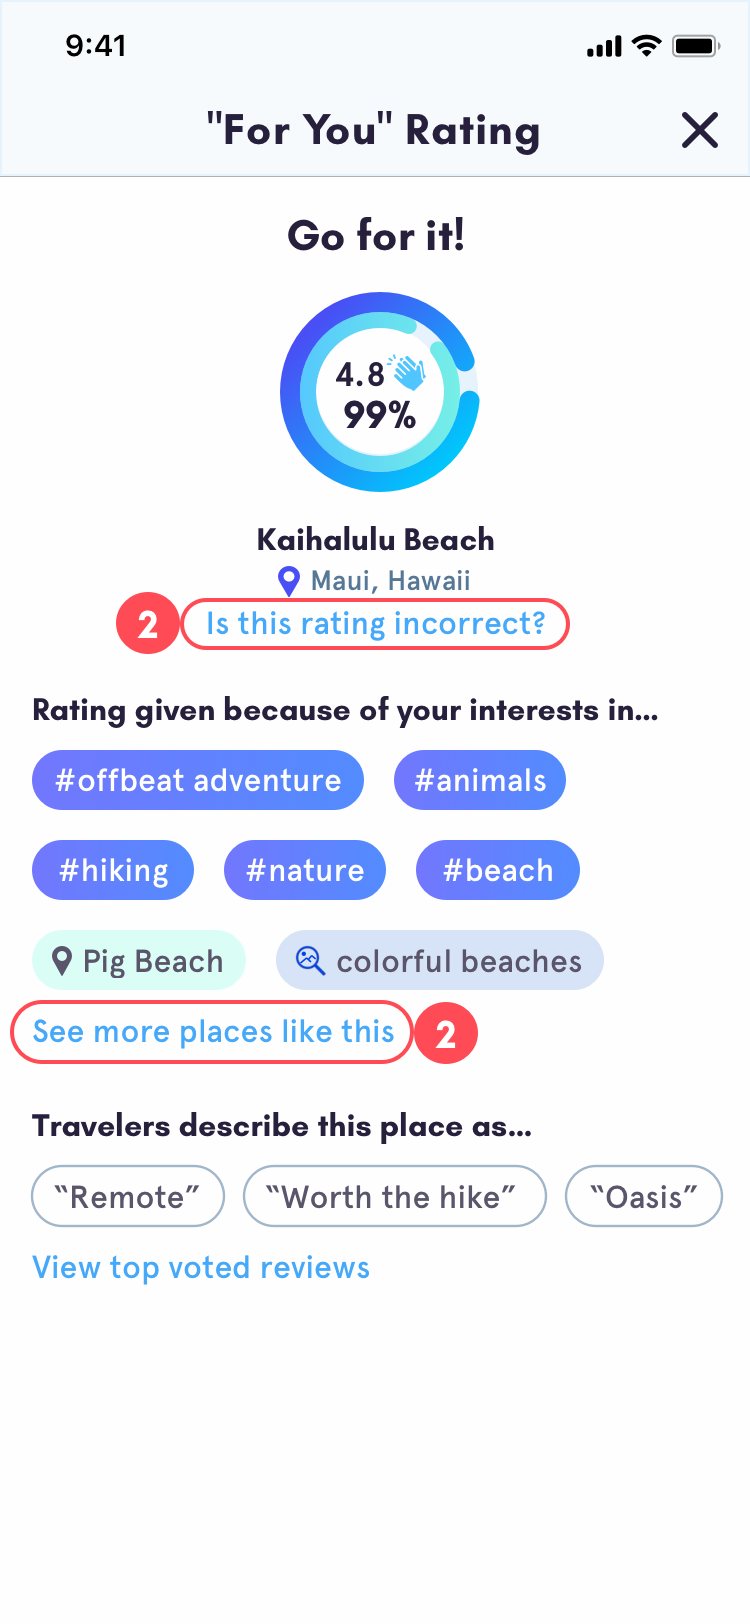 9:41
"For You" Rating
Go for it!
4.8
99%
Kaihalulu Beach
Maui, Hawaii
2 Is this rating incorrect?
Rating given because of your interests in...
#offbeat adventure #animals
#hiking #nature #beach
Pig Beach colorful beaches
See more places like this 2
Travelers describe this place as...
“Remote” “Worth the hike” “Oasis”
View top voted reviews